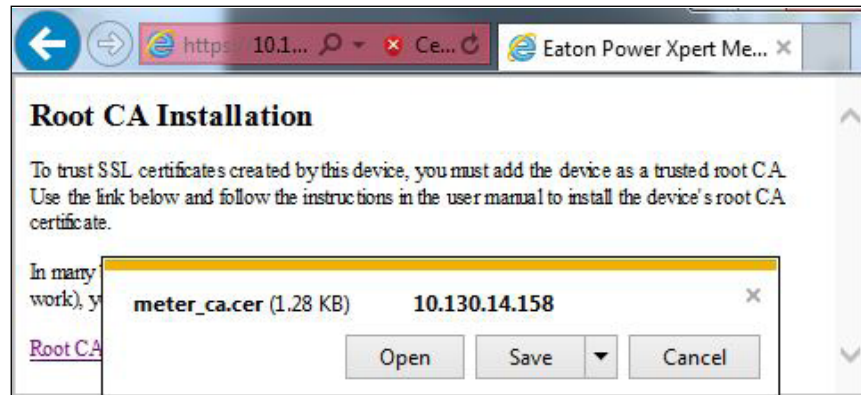 https 10.1... Ce... Eaton Power Xpert Me...
Root CA Installation
To trust SSL certificates created by this device, you must add the device as a trusted root CA.
Use the link below and follow the instructions in the user manual to install the device's root CA
certificate.
In many
work), y
meter_ca.cer (1.28 KB) 10.130.14.158
Root CA
Open Save Cancel